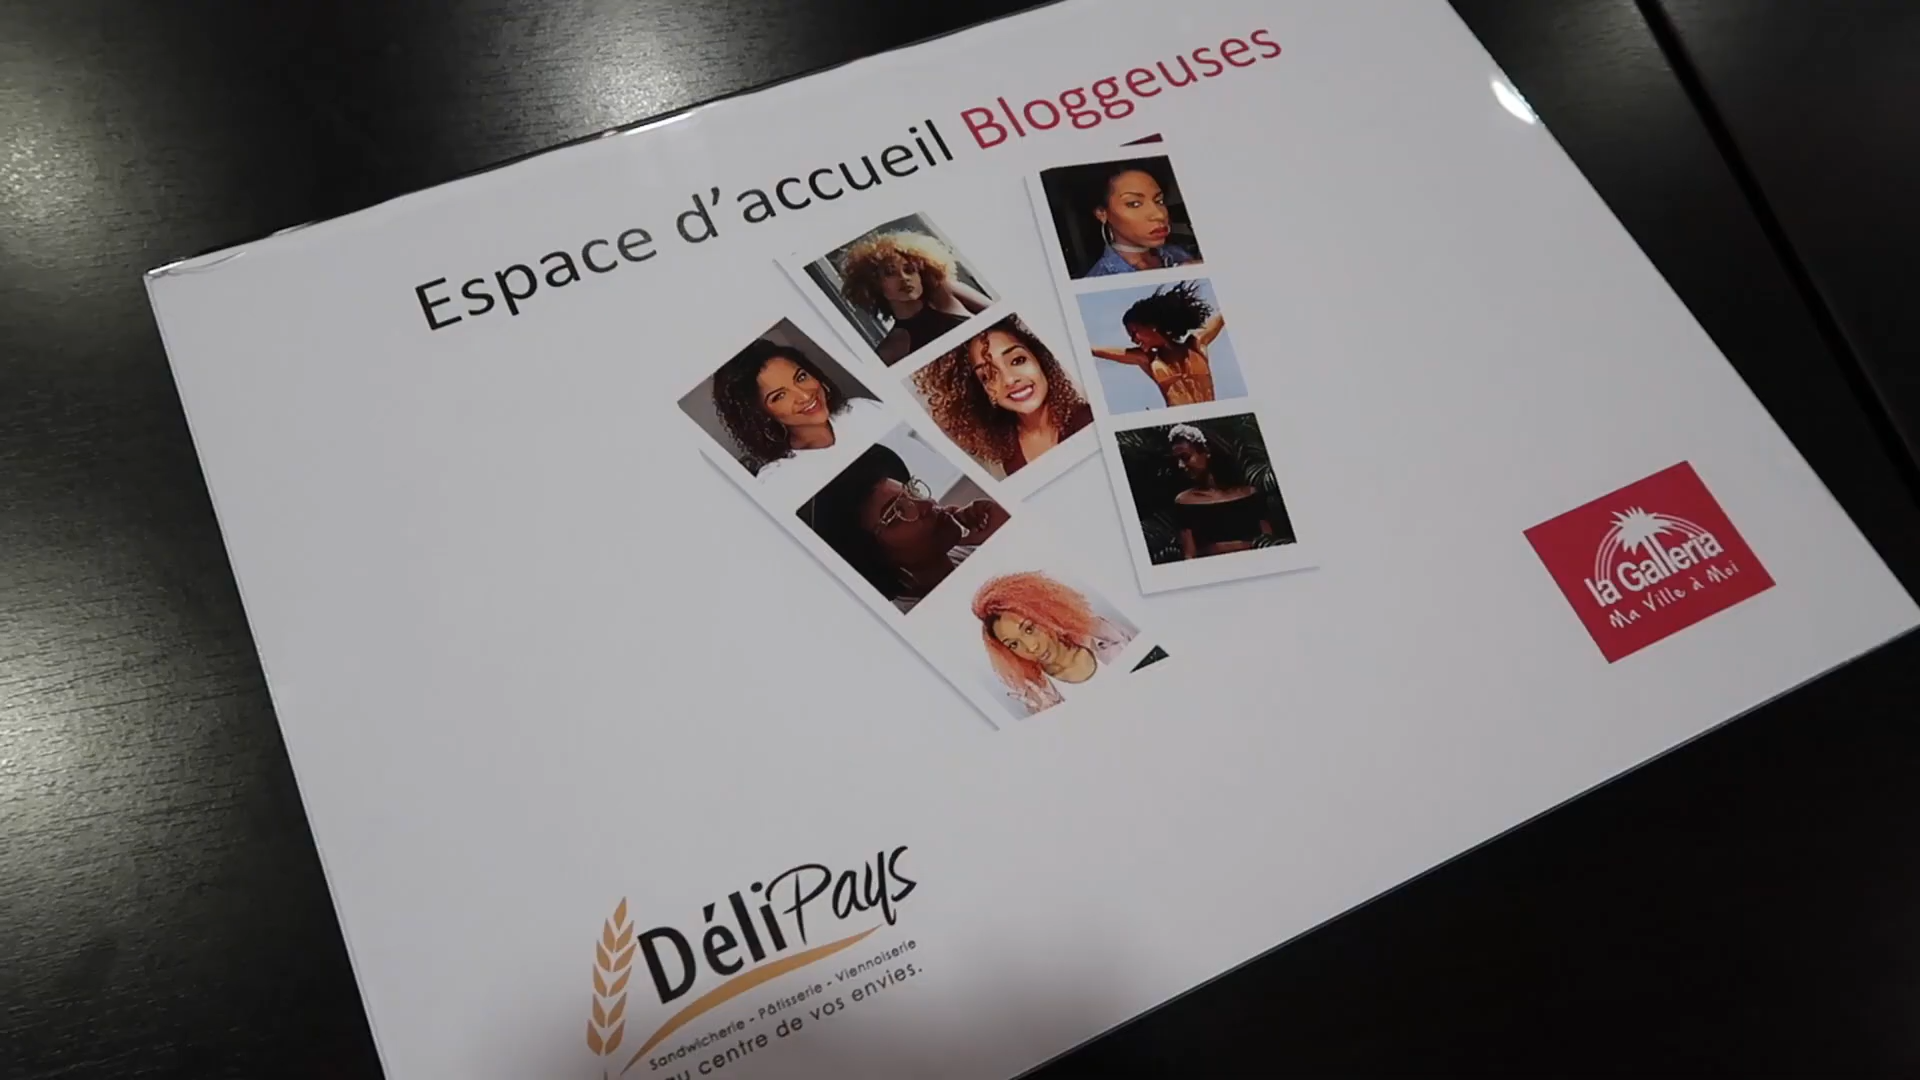 Espace d'accueil Bloggeuses
la Galleria
Ma Ville à Moi
DéliPays
Sandwicherie - Pâtisserie - Viennoiserie
au centre de vos envies.